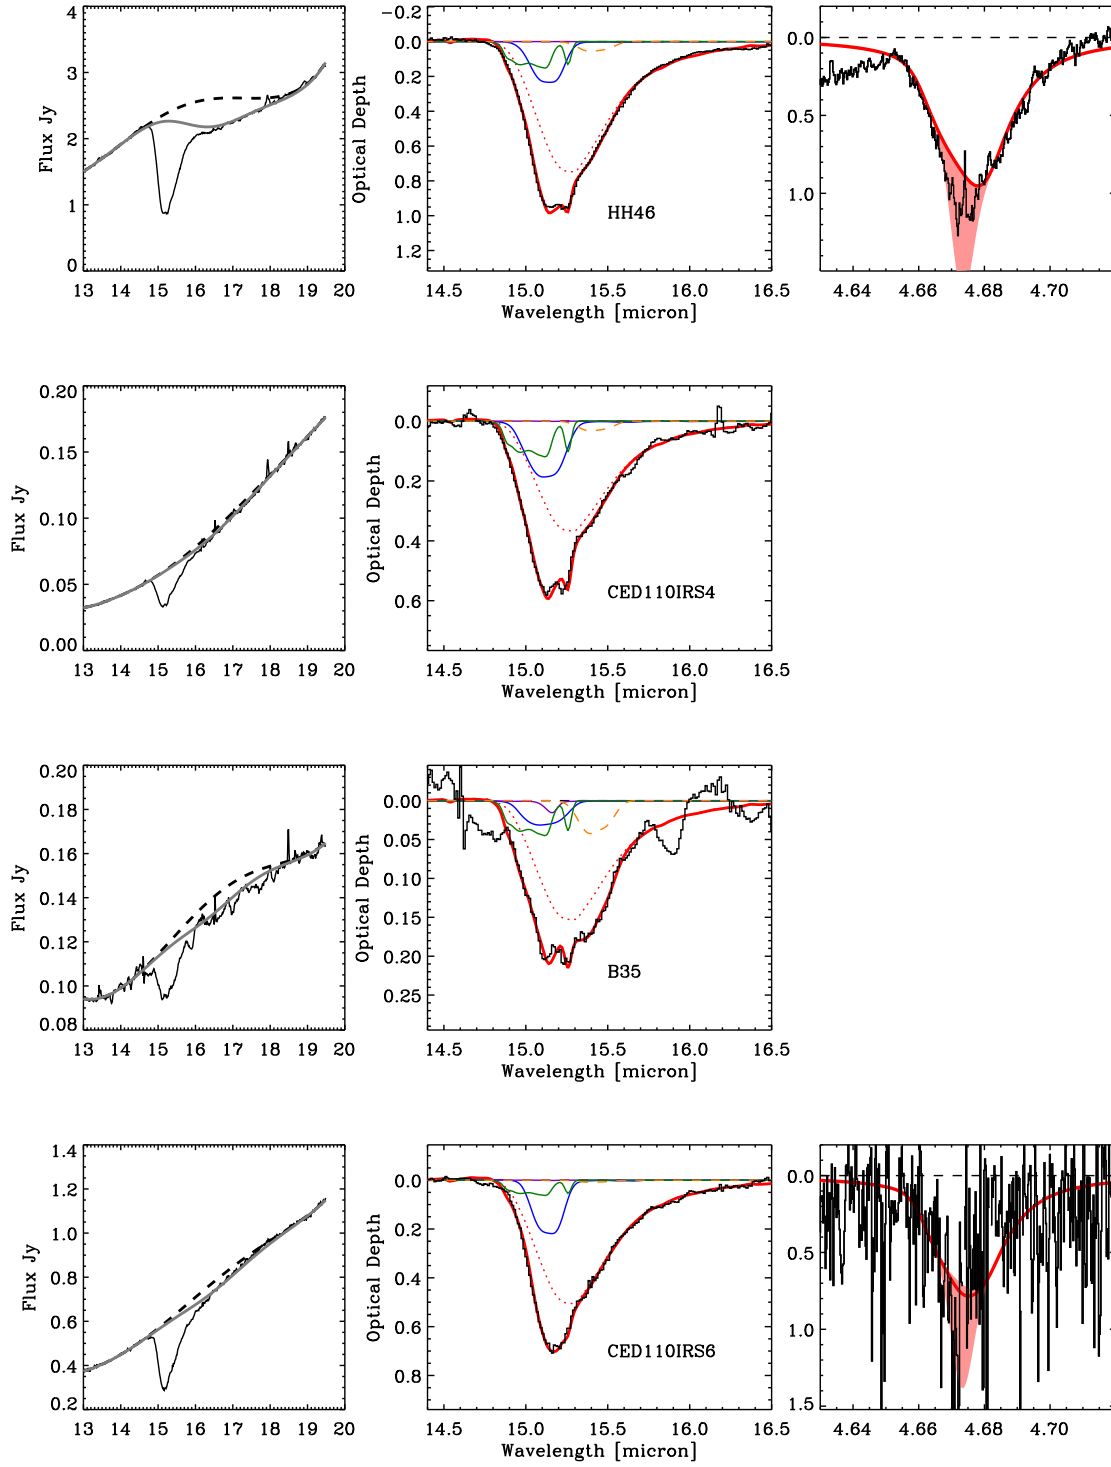 4
3
2
1
0
Flux Jy
13 14 15 16 17 18 19 20
−0.2
0.0
0.2
0.4
0.6
0.8
1.0
1.2
Optical Depth
HH46
14.5 15.0 15.5 16.0 16.5
Wavelength [micron]
0.0
0.5
1.0
4.64 4.66 4.68 4.70
0.20
0.15
0.10
0.05
0.00
Flux Jy
13 14 15 16 17 18 19 20
0.0
0.2
0.4
0.6
Optical Depth
CED110IRS4
14.5 15.0 15.5 16.0 16.5
Wavelength [micron]
0.20
0.18
0.16
0.14
0.12
0.10
0.08
Flux Jy
13 14 15 16 17 18 19 20
0.00
0.05
0.10
0.15
0.20
0.25
Optical Depth
B35
14.5 15.0 15.5 16.0 16.5
Wavelength [micron]
1.4
1.2
1.0
0.8
0.6
0.4
0.2
Flux Jy
13 14 15 16 17 18 19 20
0.0
0.2
0.4
0.6
0.8
Optical Depth
CED110IRS6
14.5 15.0 15.5 16.0 16.5
Wavelength [micron]
0.0
0.5
1.0
1.5
4.64 4.66 4.68 4.70